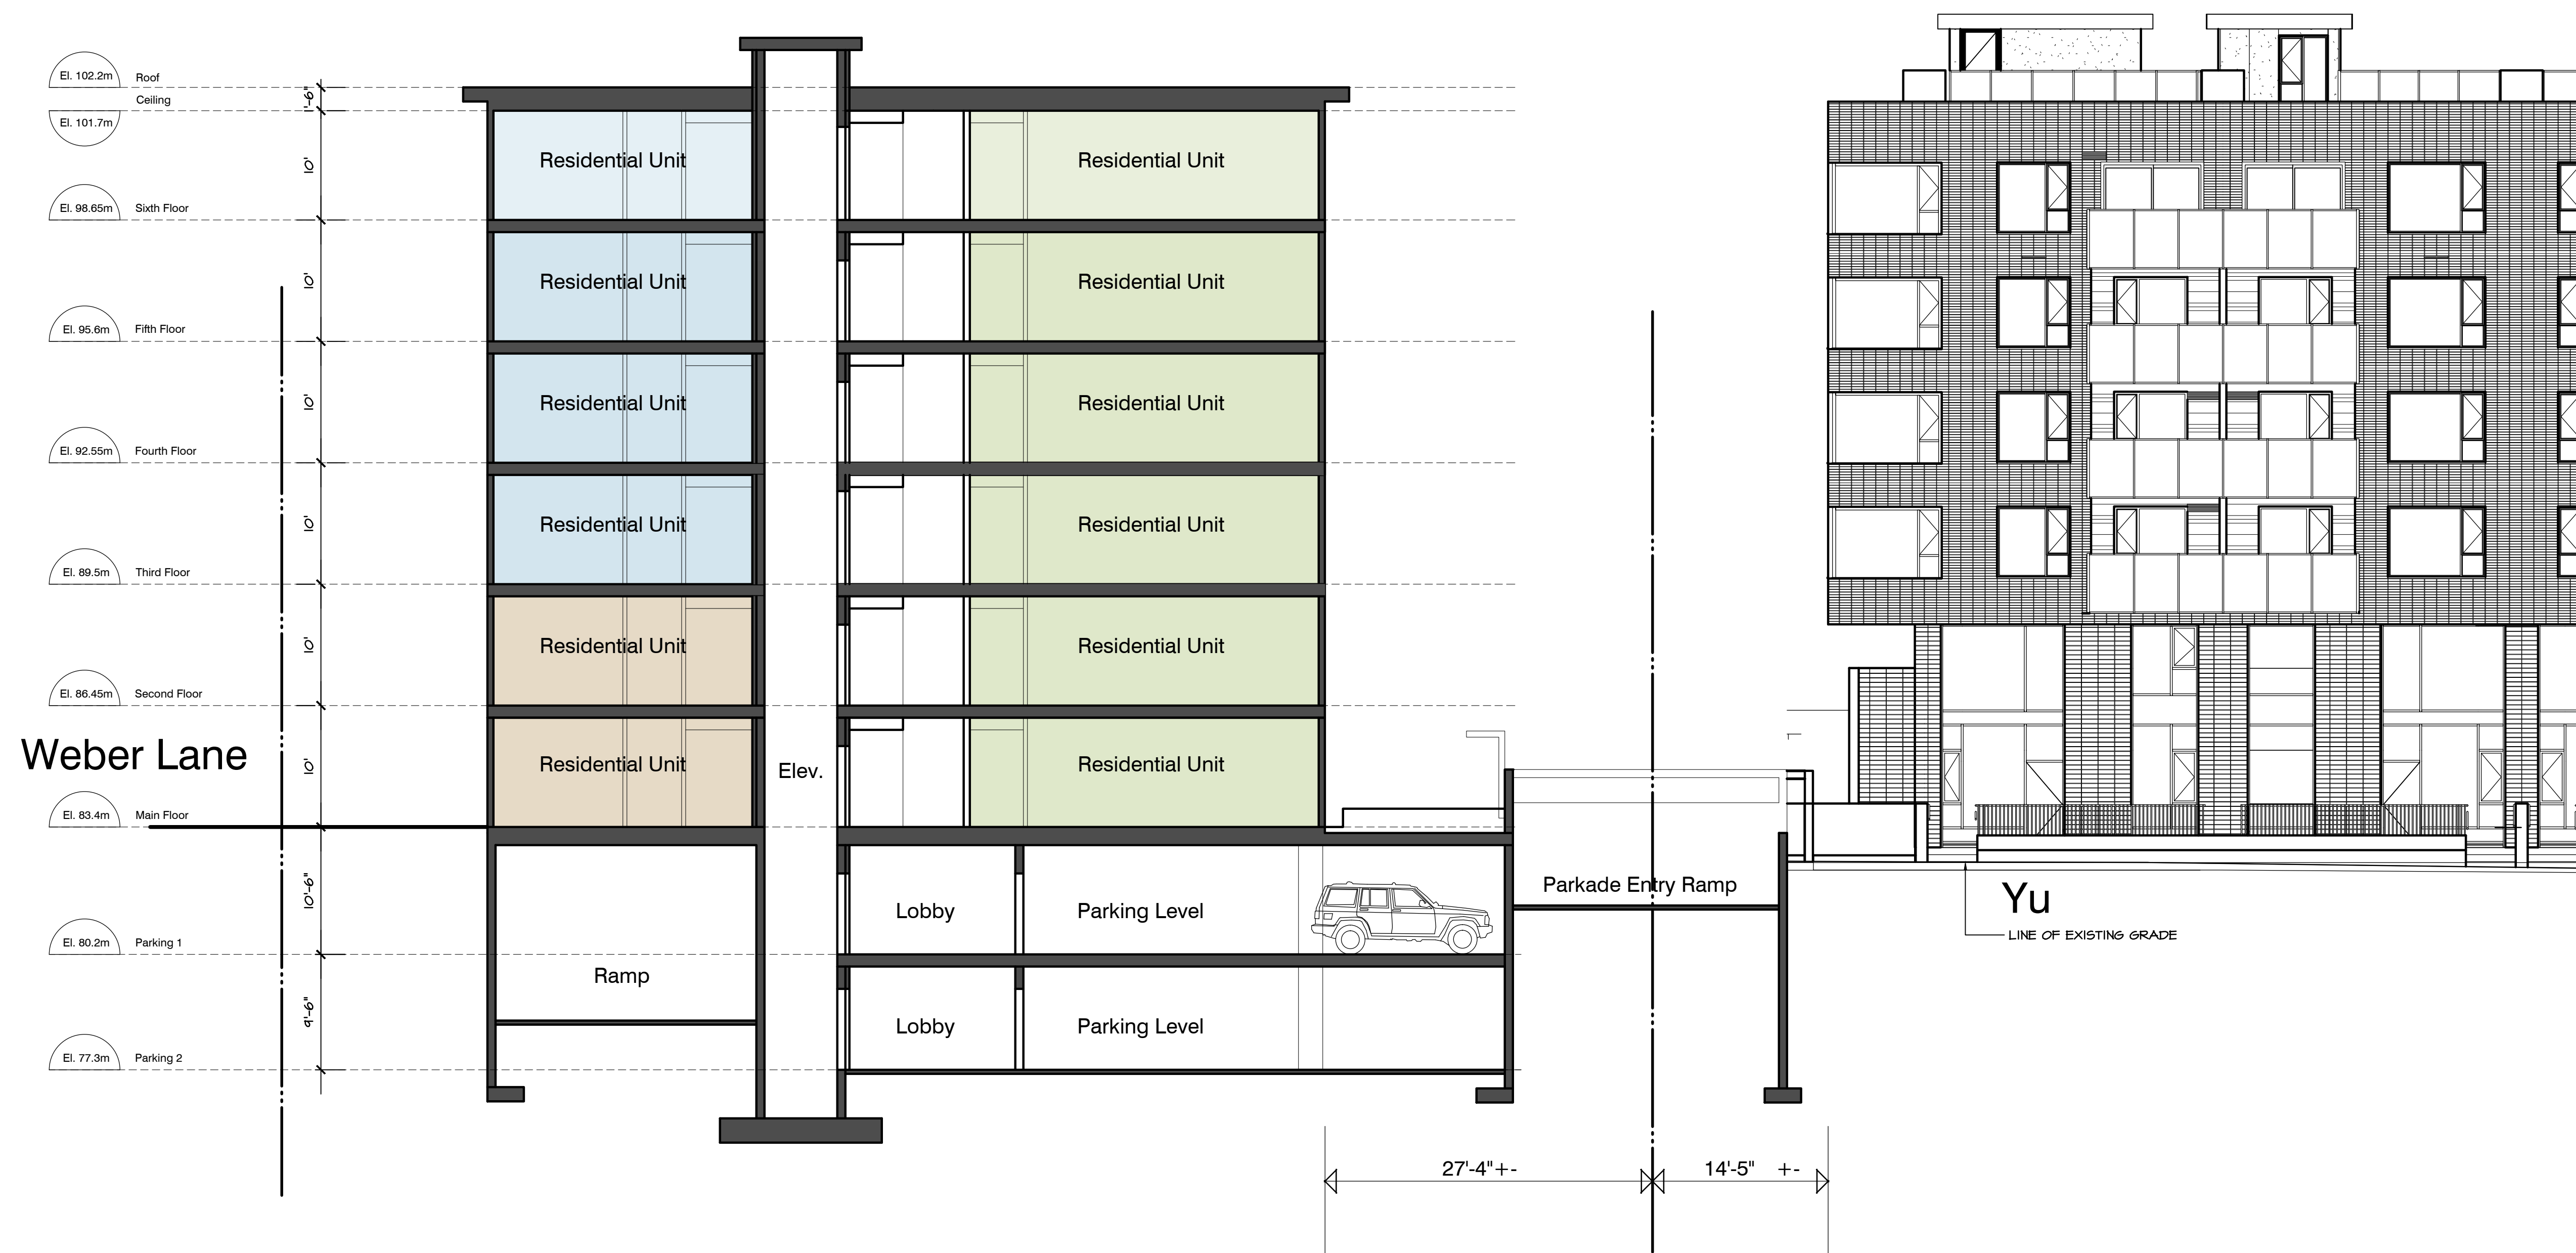 El. 102.2m Roof
Ceiling
1'-6"
El. 101.7m
10'
Residential Unit Residential Unit
El. 98.65m Sixth Floor
10'
Residential Unit Residential Unit
El. 95.6m Fifth Floor
10'
Residential Unit Residential Unit
El. 92.55m Fourth Floor
10'
Residential Unit Residential Unit
El. 89.5m Third Floor
10'
Residential Unit Residential Unit
El. 86.45m Second Floor
Weber Lane
10'
Residential Unit Elev. Residential Unit
El. 83.4m Main Floor
10'-6"
Lobby Parking Level Parkade Entry Ramp
Yu
LINE OF EXISTING GRADE
El. 80.2m Parking 1
Ramp
9'-6"
Lobby Parking Level
El. 77.3m Parking 2
27'-4"+- 14'-5" +-